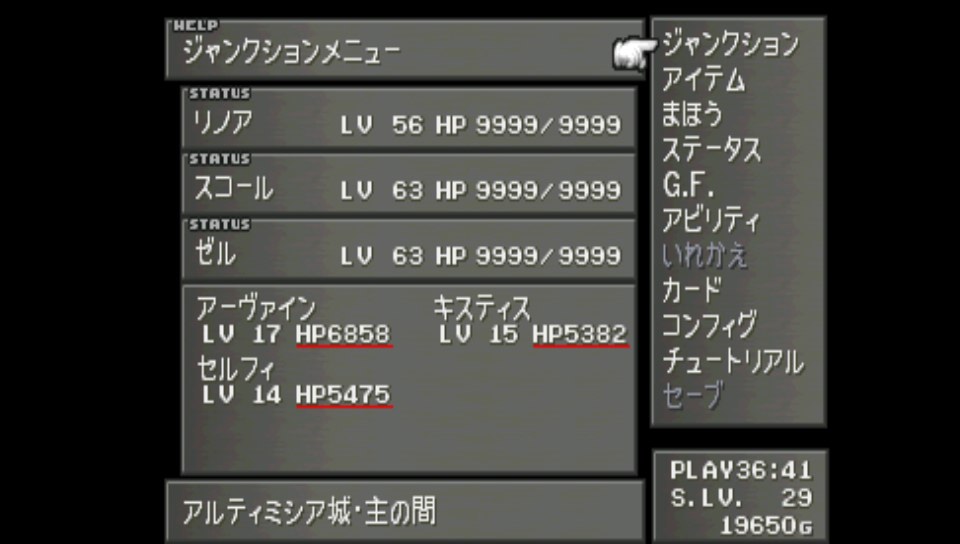 HELP
ジャンクションメニュー
STATUS
リノア LV 56 HP 9999/9999
STATUS
スコール LV 63 HP 9999/9999
STATUS
ゼル LV 63 HP 9999/9999
アーヴァイン キスティス
LV 17 HP6858 LV 15 HP5382
セルフィ
LV 14 HP5475
アルティミシア城・主の間
ジャンクション
アイテム
まほう
ステータス
G.F.
アビリティ
いれかえ
カード
コンフィグ
チュートリアル
セーブ
PLAY36:41
S.LV. 29
19650G